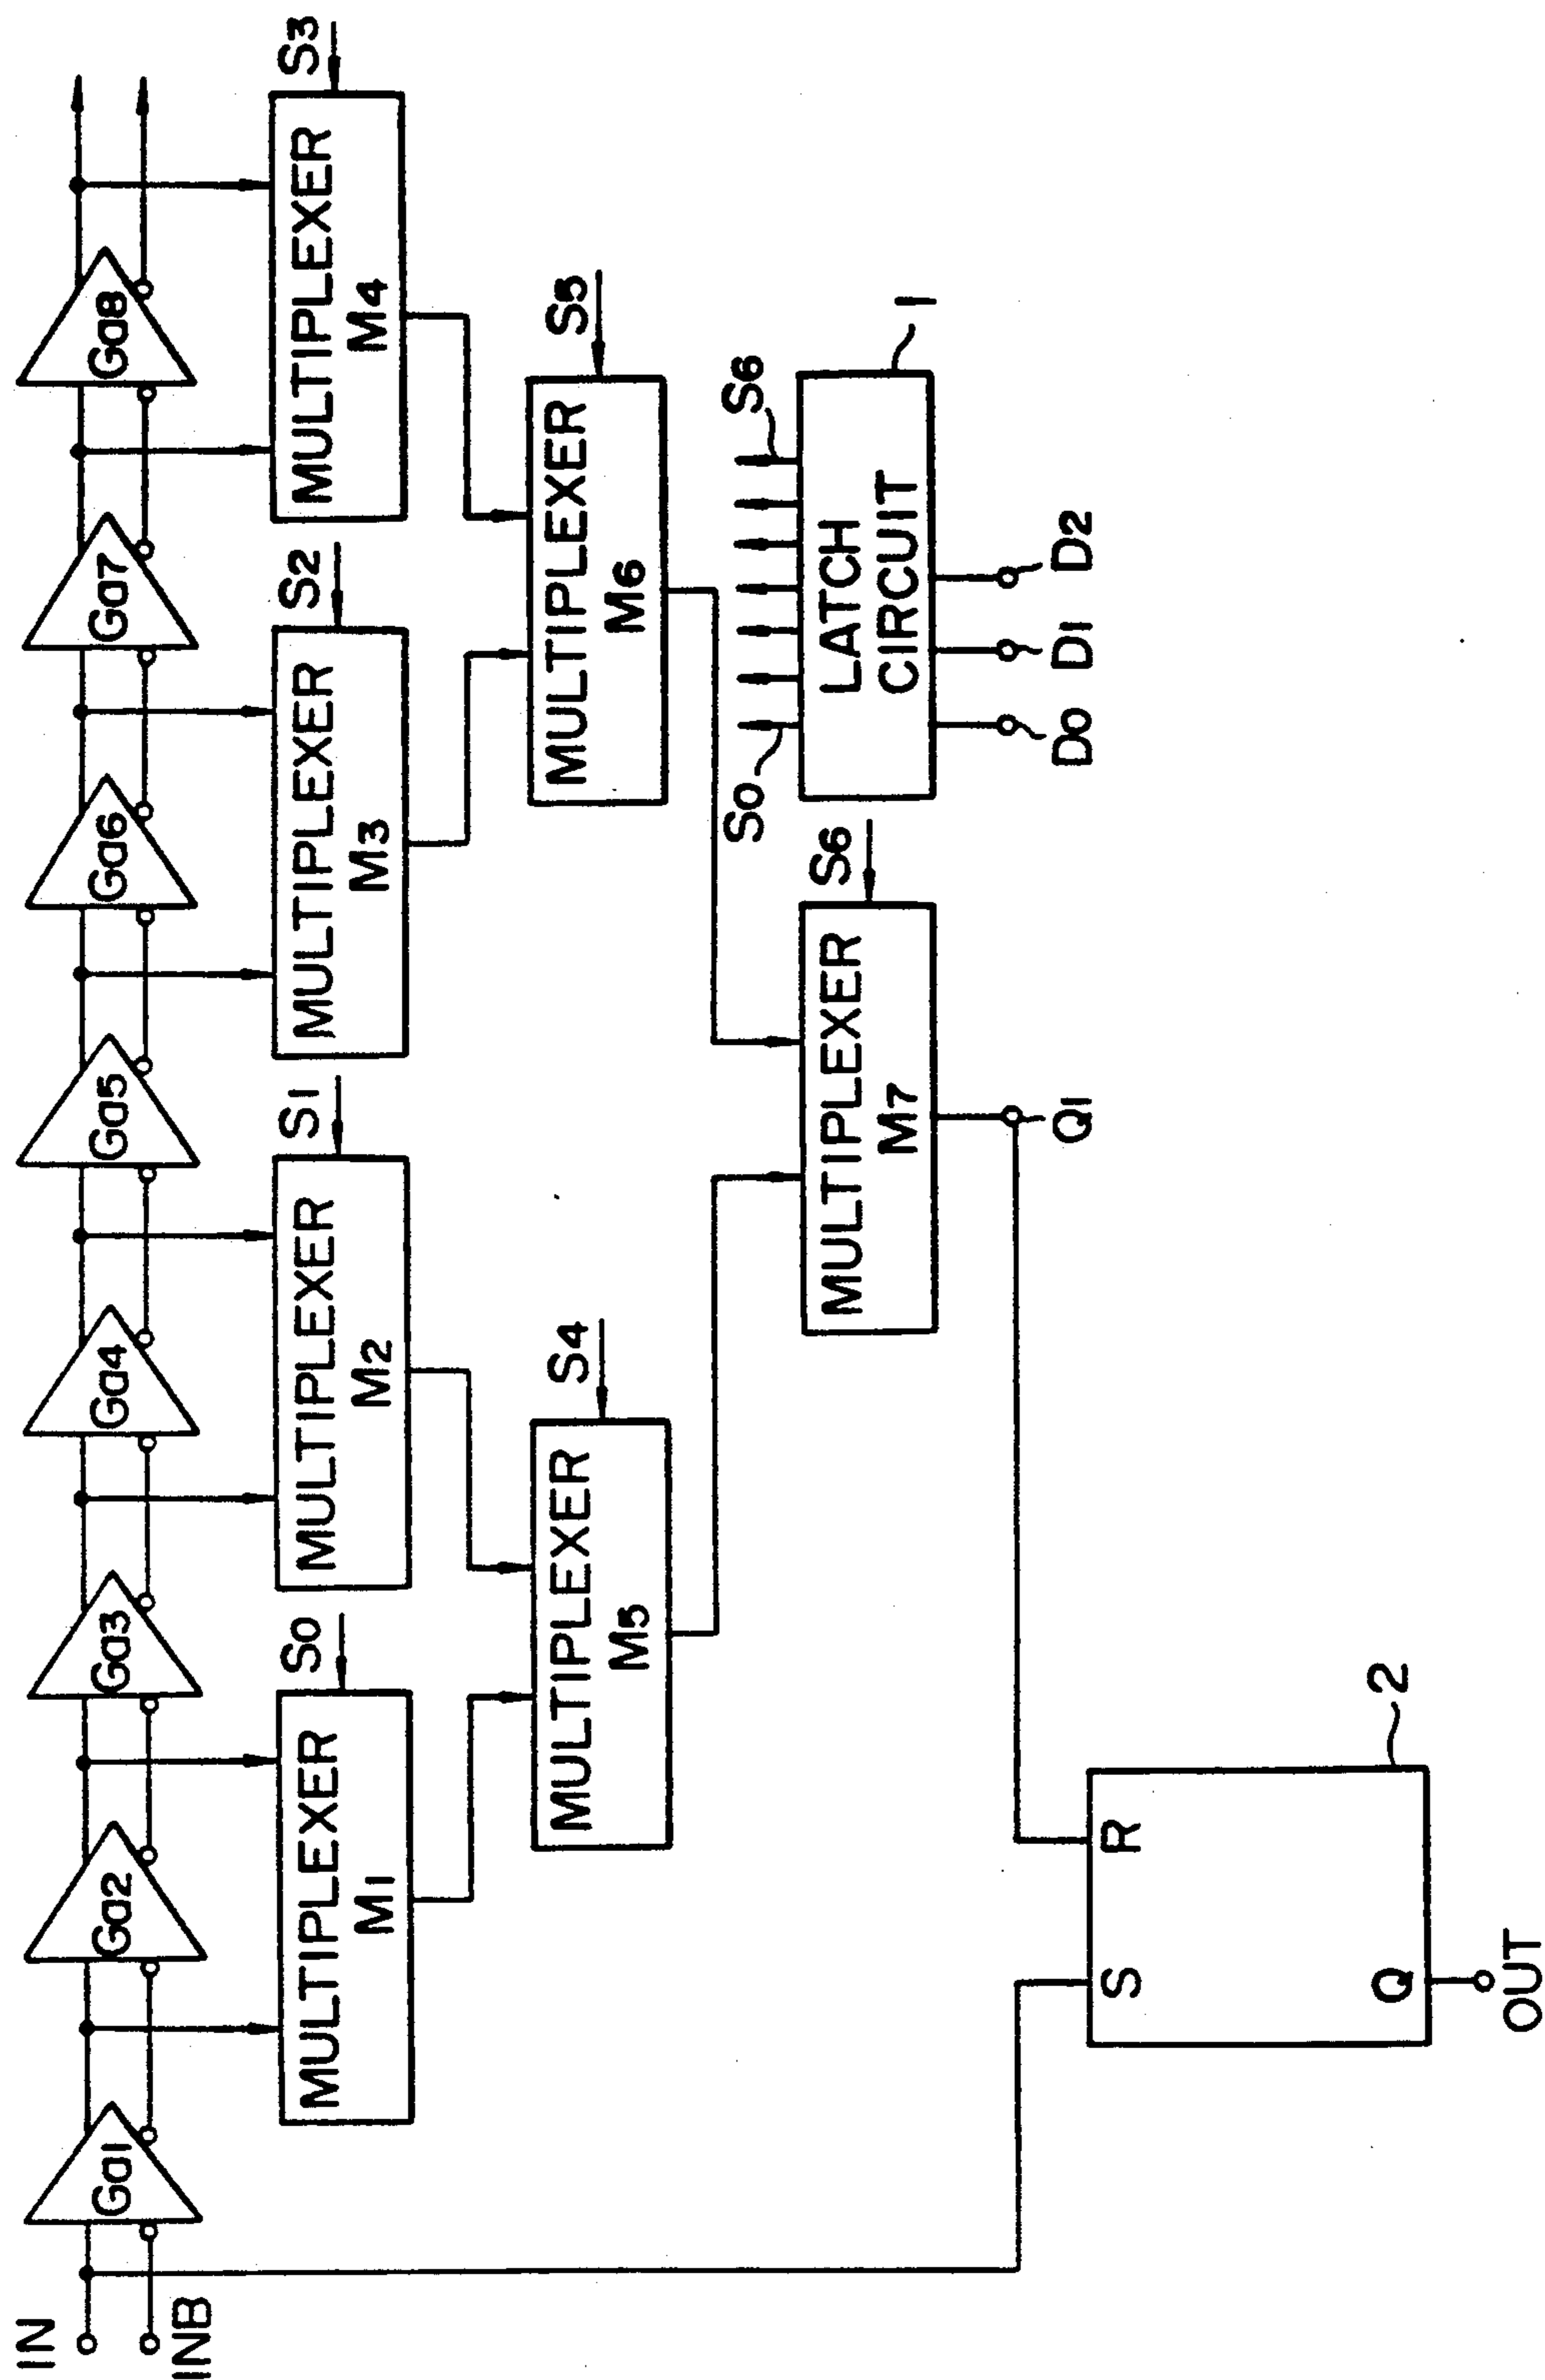 IN
INB
Ga1
Ga2
Ga3
Ga4
Ga5
Ga6
Ga7
Ga8
MULTIPLEXER
M1
S0
MULTIPLEXER
M2
S1
MULTIPLEXER
M3
S2
MULTIPLEXER
M4
S3
MULTIPLEXER
M5
S4
MULTIPLEXER
M6
S5
MULTIPLEXER
M7
S6
S0
S6
LATCH
CIRCUIT
1
D0
D1
D2
Q1
S
R
Q
2
OUT